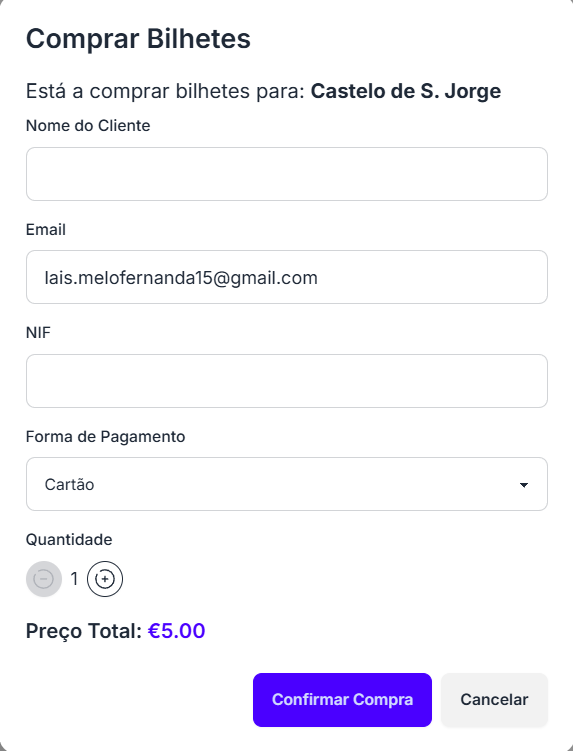 Comprar Bilhetes
Está a comprar bilhetes para: Castelo de S. Jorge
Nome do Cliente
Email
lais.melofernanda15@gmail.com
NIF
Forma de Pagamento
Cartão
Quantidade
1
Preço Total: €5.00
Confirmar Compra Cancelar